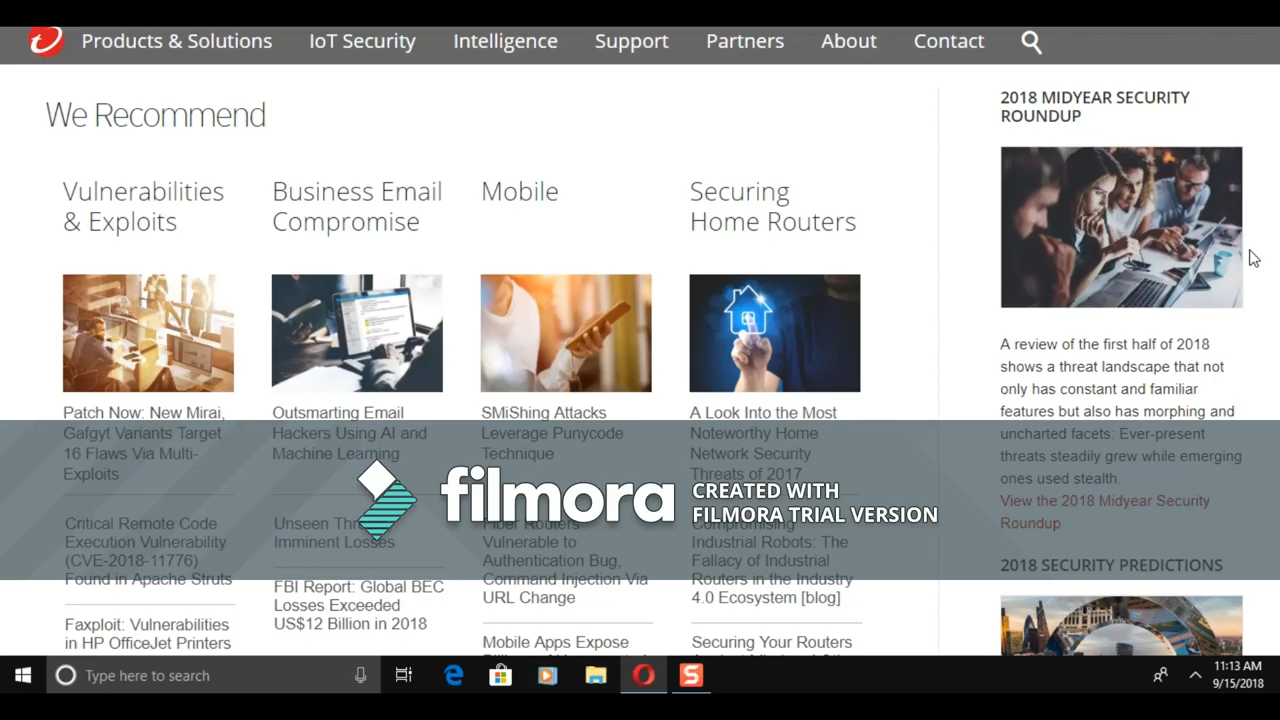 Products & Solutions IoT Security Intelligence Support Partners About Contact
We Recommend
Vulnerabilities
& Exploits
Patch Now: New Mirai,
Gafgyt Variants Target
16 Flaws Via Multi-
Exploits
Critical Remote Code
Execution Vulnerability
(CVE-2018-11776)
Found in Apache Struts
Faxploit: Vulnerabilities
in HP OfficeJet Printers
Business Email
Compromise
Outsmarting Email
Hackers Using AI and
Machine Learning
Unseen
Imminent Losses
FBI Report: Global BEC
Losses Exceeded
US$12 Billion in 2018
Mobile
SMiShing Attacks
Leverage Punycode
Technique
Fiber Routers
Vulnerable to
Authentication Bug,
Command Injection Via
URL Change
Mobile Apps Expose
Securing
Home Routers
A Look Into the Most
Noteworthy Home
Network Security
Threats of 2017
Compromising
Industrial Robots: The
Fallacy of Industrial
Routers in the Industry
4.0 Ecosystem [blog]
Securing Your Routers
2018 MIDYEAR SECURITY
ROUNDUP
A review of the first half of 2018
shows a threat landscape that not
only has constant and familiar
features but also has morphing and
uncharted facets: Ever-present
threats steadily grew while emerging
ones used stealth.
View the 2018 Midyear Security
Roundup
2018 SECURITY PREDICTIONS
filmora
CREATED WITH
FILMORA TRIAL VERSION
Type here to search
11:13 AM
9/15/2018